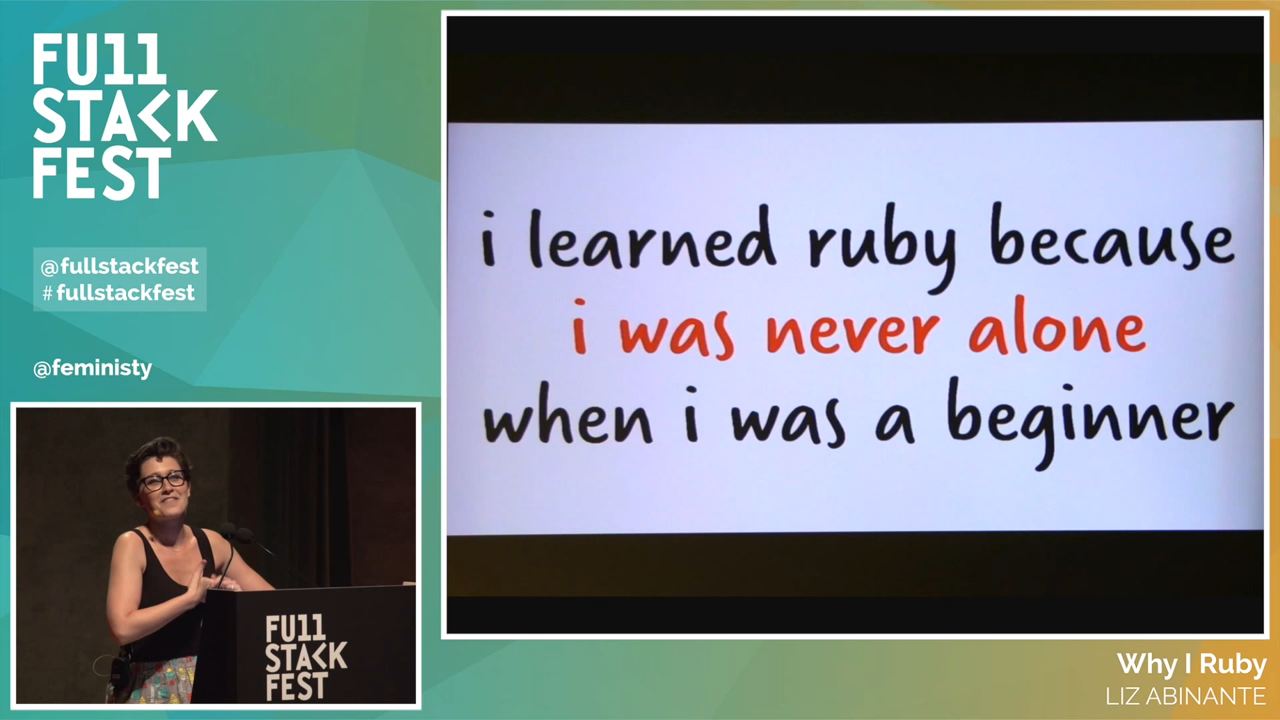 FU11
STACK
FEST
@fullstackfest
# fullstackfest
@feministy
i learned ruby because
i was never alone
when i was a beginner
FU11
STACK
FEST
Why I Ruby
LIZ ABINANTE